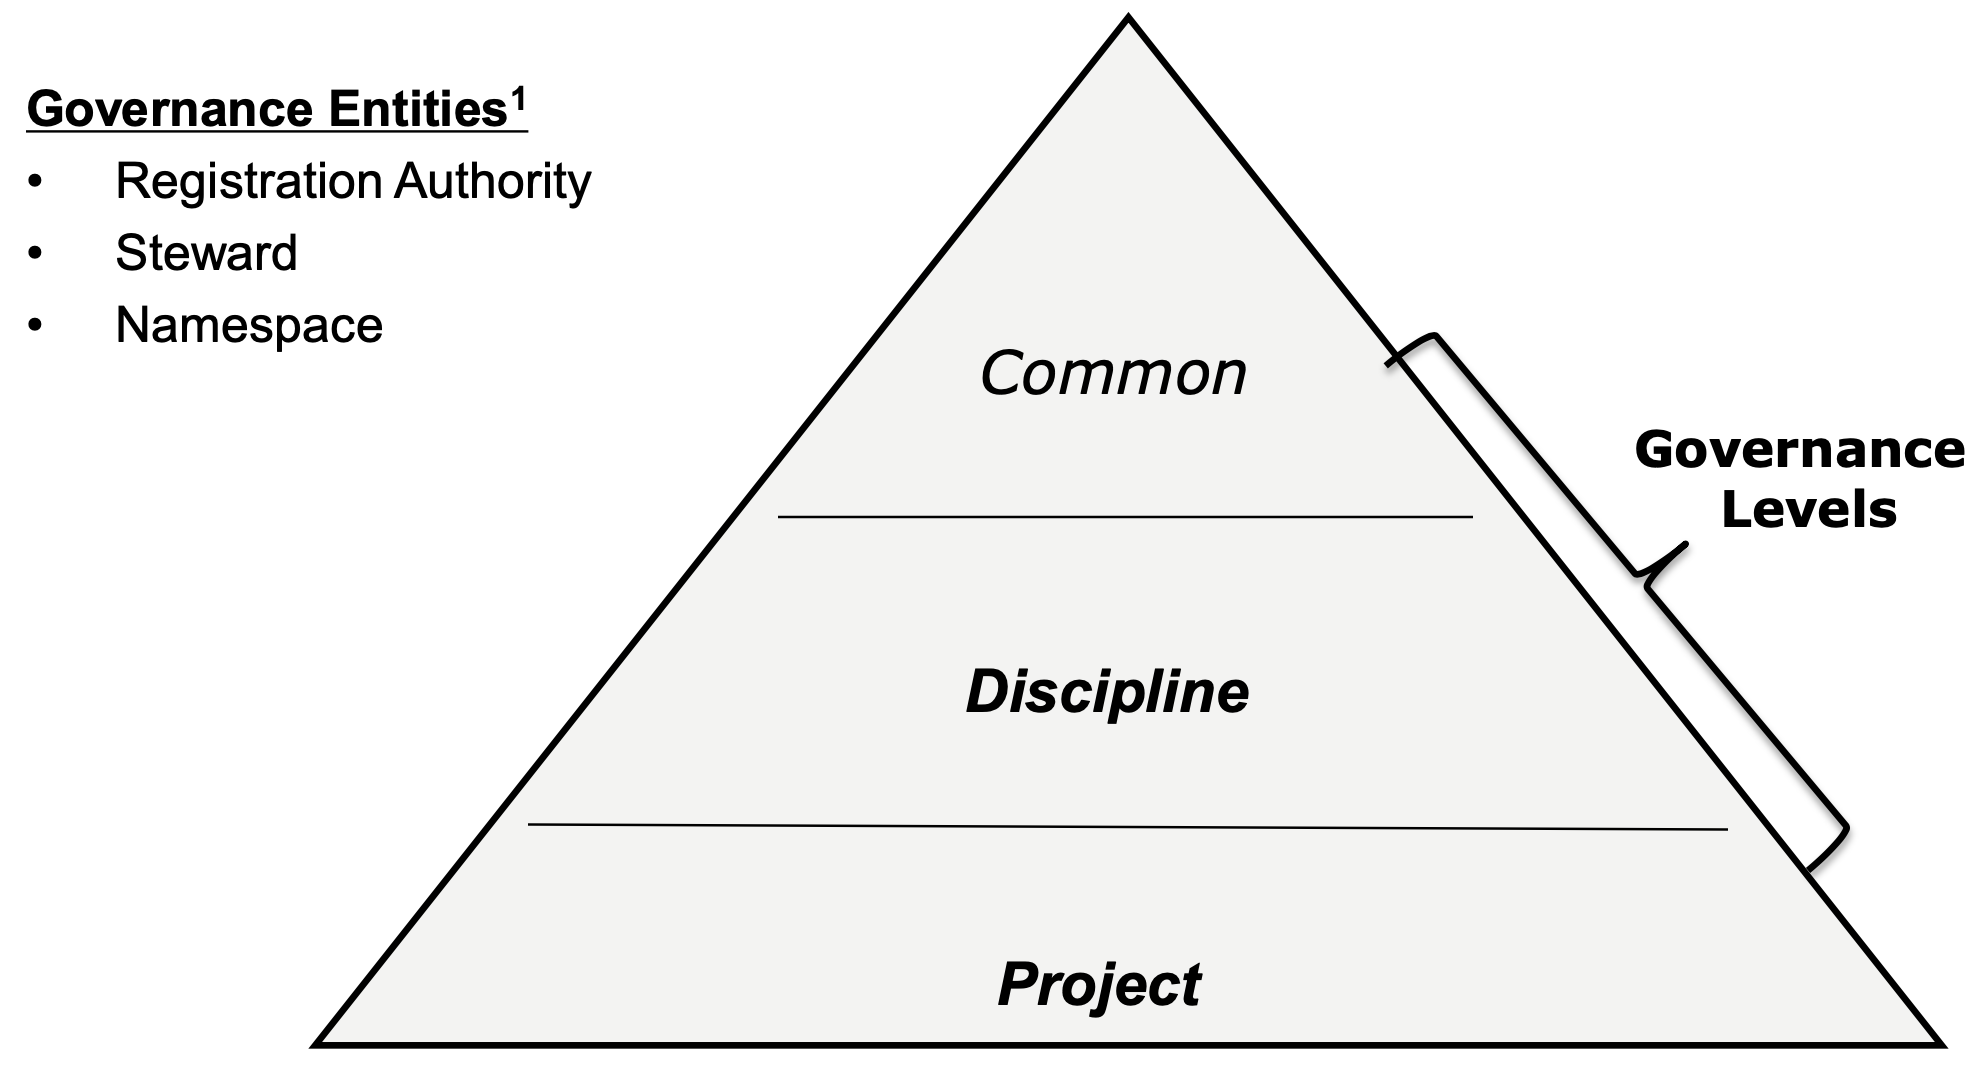 Governance Entities¹
• Registration Authority
• Steward
• Namespace
Common
Governance
Levels
Discipline
Project